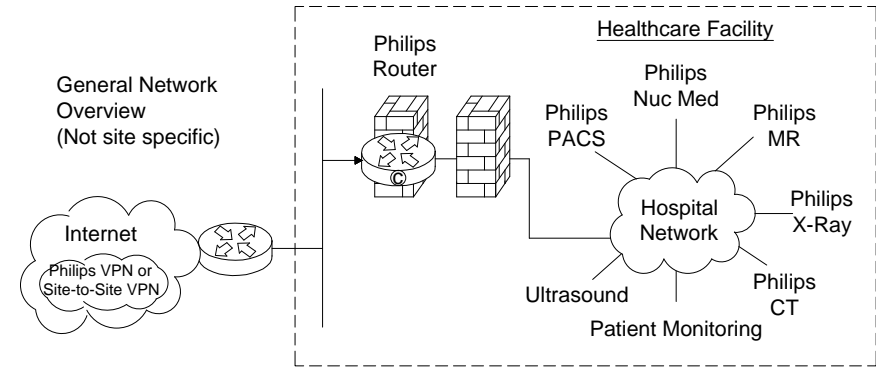 Healthcare Facility
Philips
Router
General Network
Overview
(Not site specific)
Philips
Nuc Med
Philips
PACS
Philips
MR
Hospital
Network
Philips
X-Ray
Internet
Philips VPN or
Site-to-Site VPN
C
Ultrasound
Philips
CT
Patient Monitoring